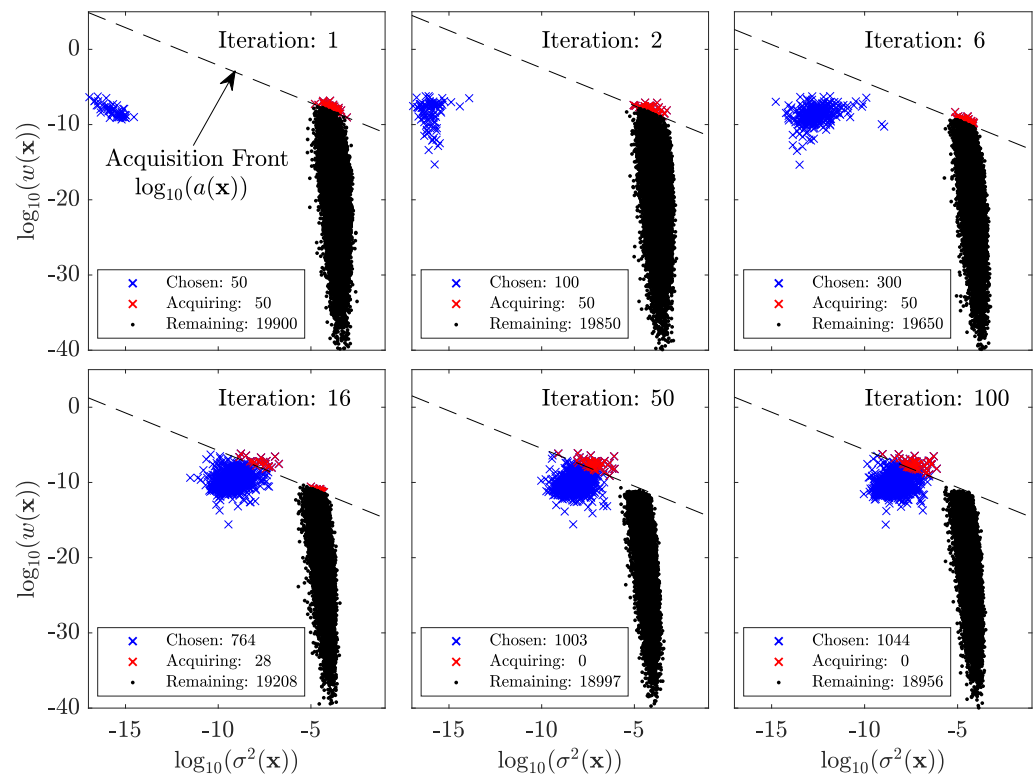 Iteration: 1
Acquisition Front
log₁₀(a(𝐱))
Chosen: 50
Acquiring: 50
Remaining: 19900
0
-10
-20
-30
-40
log₁₀(w(𝐱))
Iteration: 2
Chosen: 100
Acquiring: 50
Remaining: 19850
Iteration: 6
Chosen: 300
Acquiring: 50
Remaining: 19650
Iteration: 16
Chosen: 764
Acquiring: 28
Remaining: 19208
0
-10
-20
-30
-40
log₁₀(w(𝐱))
-15
-10
-5
log₁₀(σ²(𝐱))
Iteration: 50
Chosen: 1003
Acquiring: 0
Remaining: 18997
-10
-5
log₁₀(σ²(𝐱))
Iteration: 100
Chosen: 1044
Acquiring: 0
Remaining: 18956
-15
-10
-5
log₁₀(σ²(𝐱))